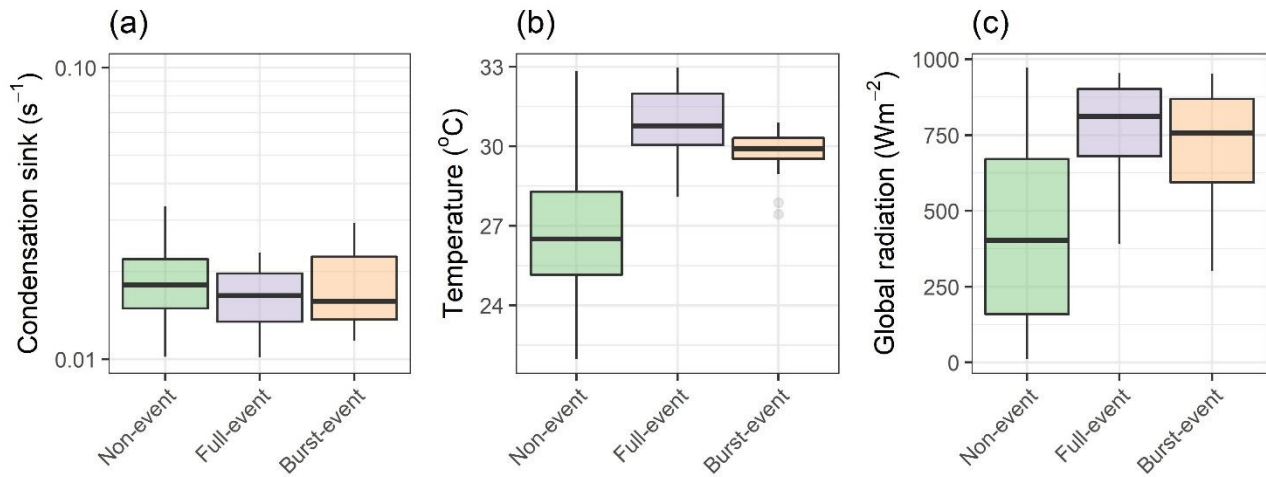 (a)
Condensation sink (s⁻¹)
0.10
0.01
Non-event
Full-event
Burst-event
(b)
Temperature (°C)
33
30
27
24
Non-event
Full-event
Burst-event
(c)
Global radiation (Wm⁻²)
1000
750
500
250
0
Non-event
Full-event
Burst-event